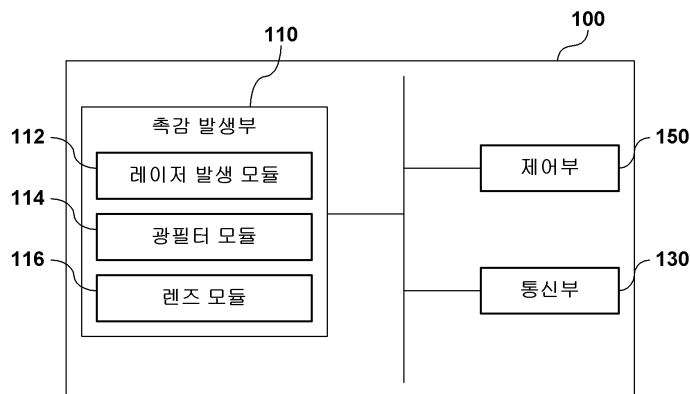 100
110
촉감 발생부
112
레이저 발생 모듈
제어부
150
114
광필터 모듈
116
렌즈 모듈
통신부
130